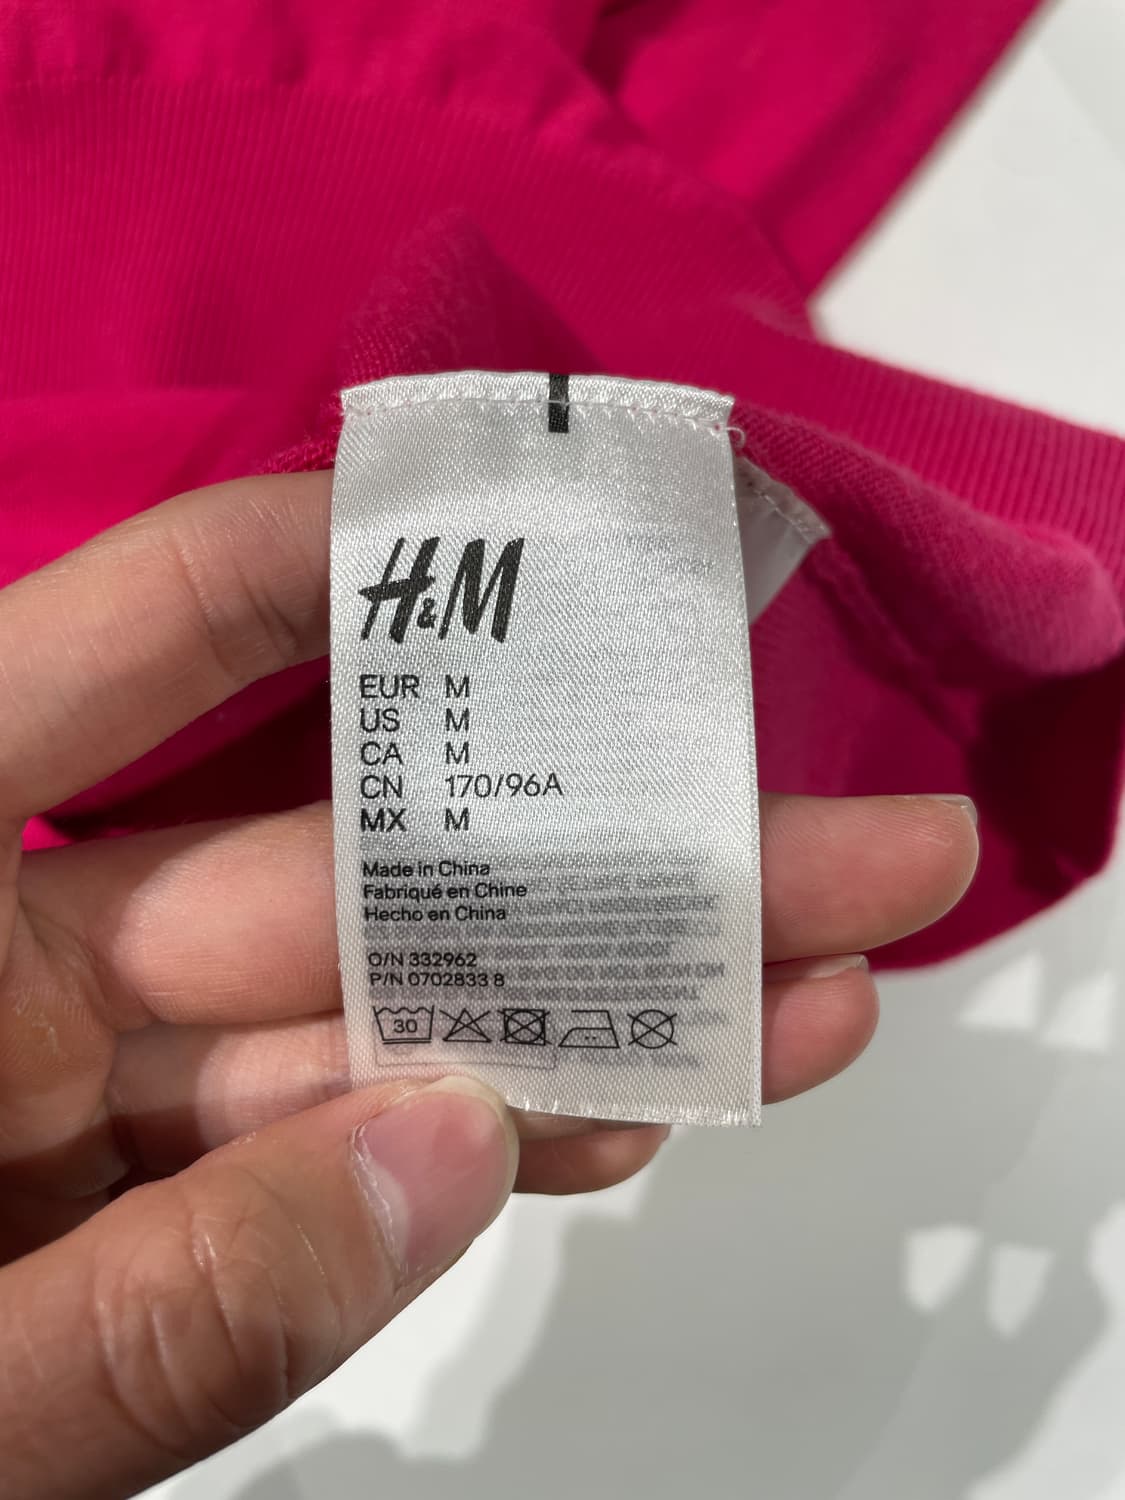 H&M
EUR M
US M
CA M
CN 170/96A
MX M
Made in China
Fabriqué en Chine
Hecho en China
O/N 332962
P/N 0702833 8
30